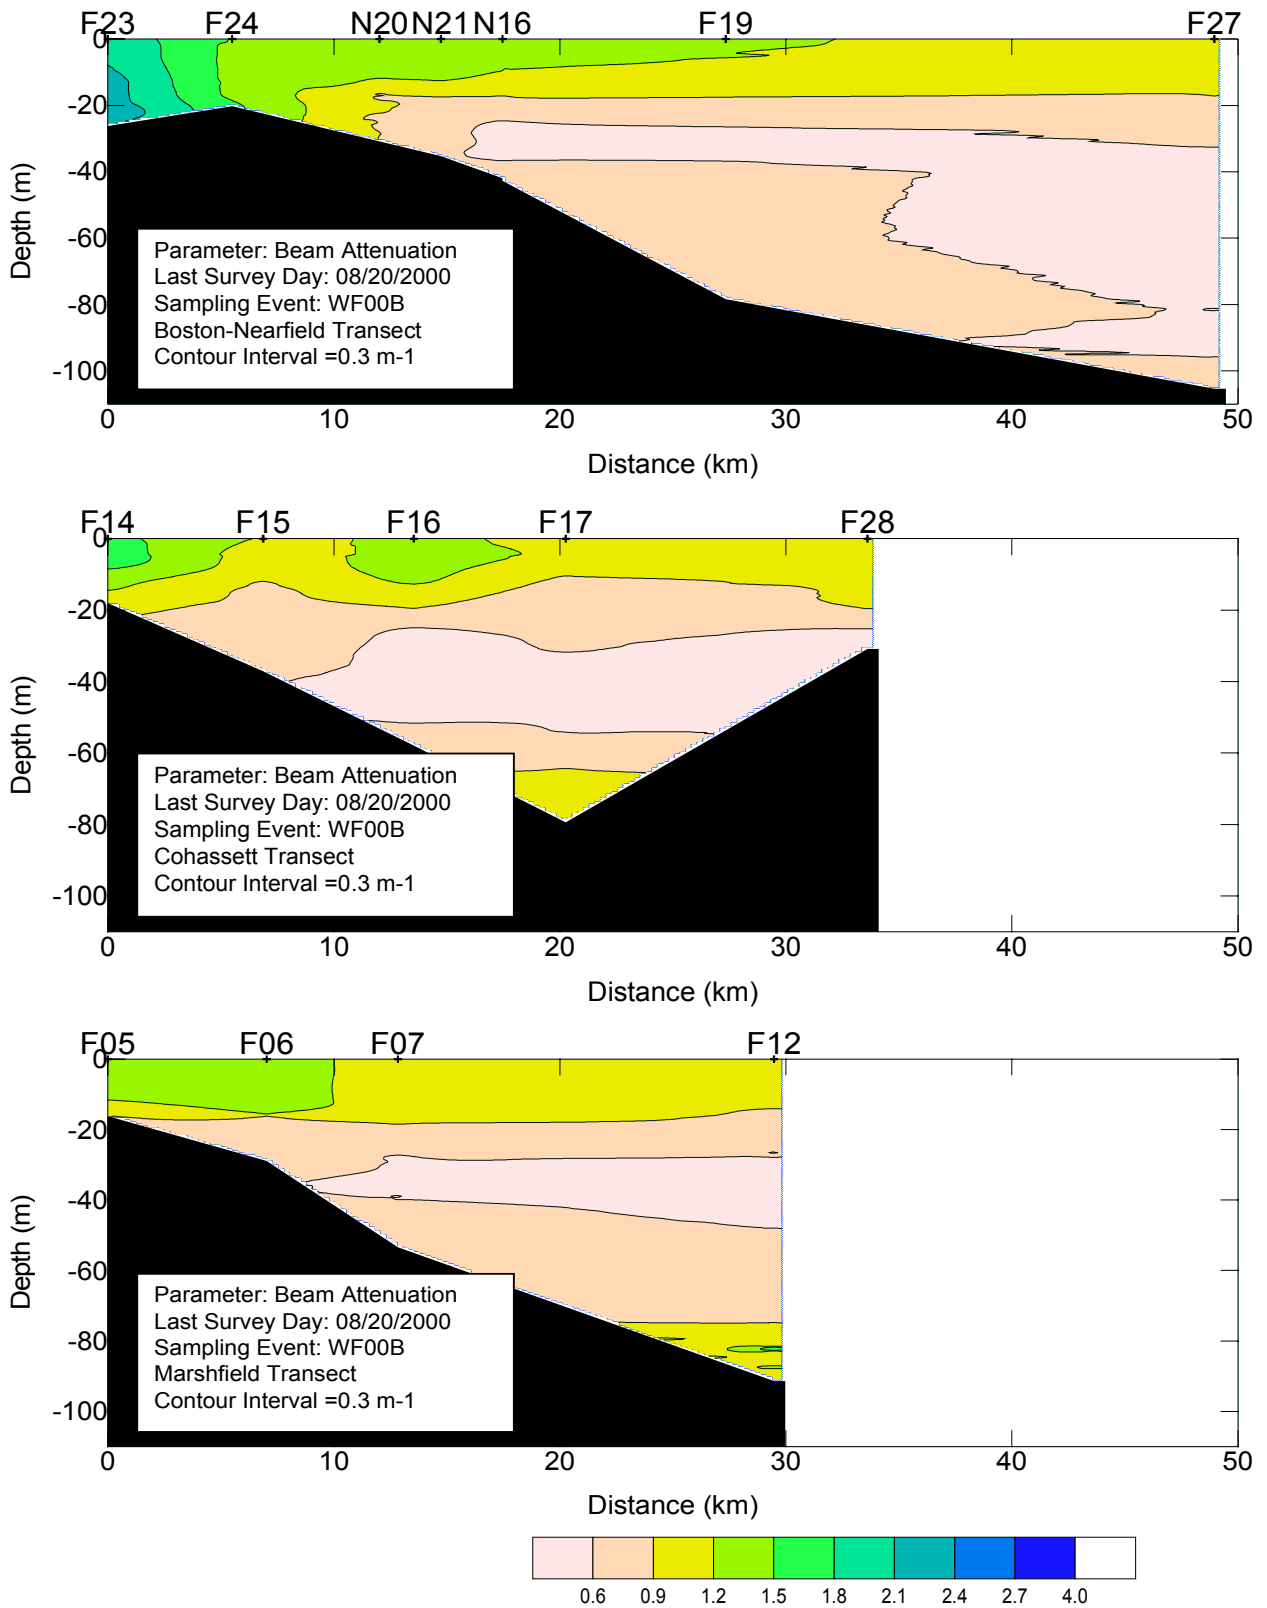 F23 F24 N20 N21 N16 F19 F27
0
-20
-40
-60
-80
-100
Depth (m)
Parameter: Beam Attenuation
Last Survey Day: 08/20/2000
Sampling Event: WF00B
Boston-Nearfield Transect
Contour Interval =0.3 m-1
0 10 20 30 40 50
Distance (km)
F14 F15 F16 F17 F28
0
-20
-40
-60
-80
-100
Depth (m)
Parameter: Beam Attenuation
Last Survey Day: 08/20/2000
Sampling Event: WF00B
Cohassett Transect
Contour Interval =0.3 m-1
0 10 20 30 40 50
Distance (km)
F05 F06 F07 F12
0
-20
-40
-60
-80
-100
Depth (m)
Parameter: Beam Attenuation
Last Survey Day: 08/20/2000
Sampling Event: WF00B
Marshfield Transect
Contour Interval =0.3 m-1
0 10 20 30 40 50
Distance (km)
0.6 0.9 1.2 1.5 1.8 2.1 2.4 2.7 4.0